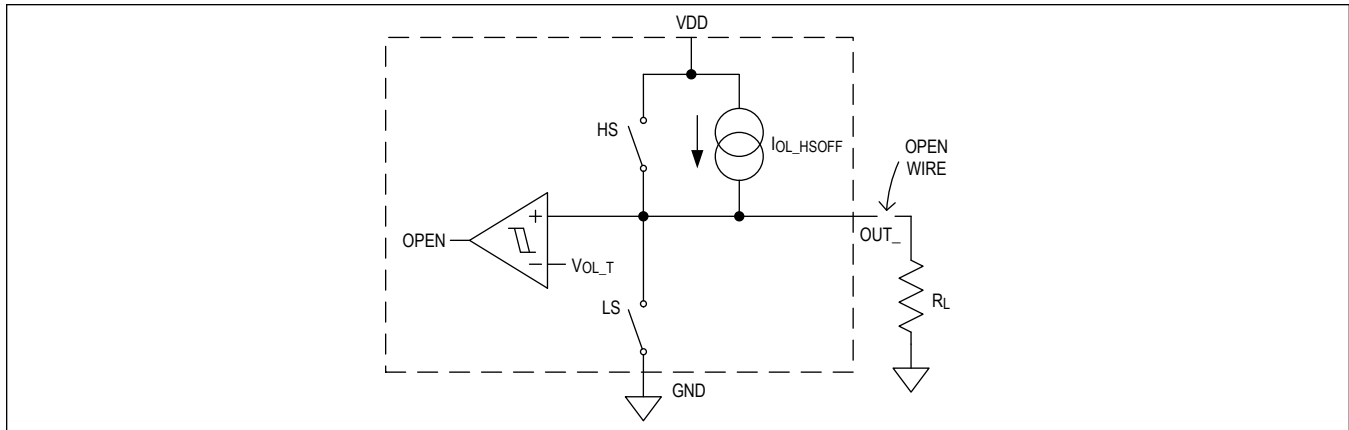 VDD
HS
IOL_HSOFF
OPEN
WIRE
+
OPEN
−
VOL_T
OUT_
LS
RL
GND